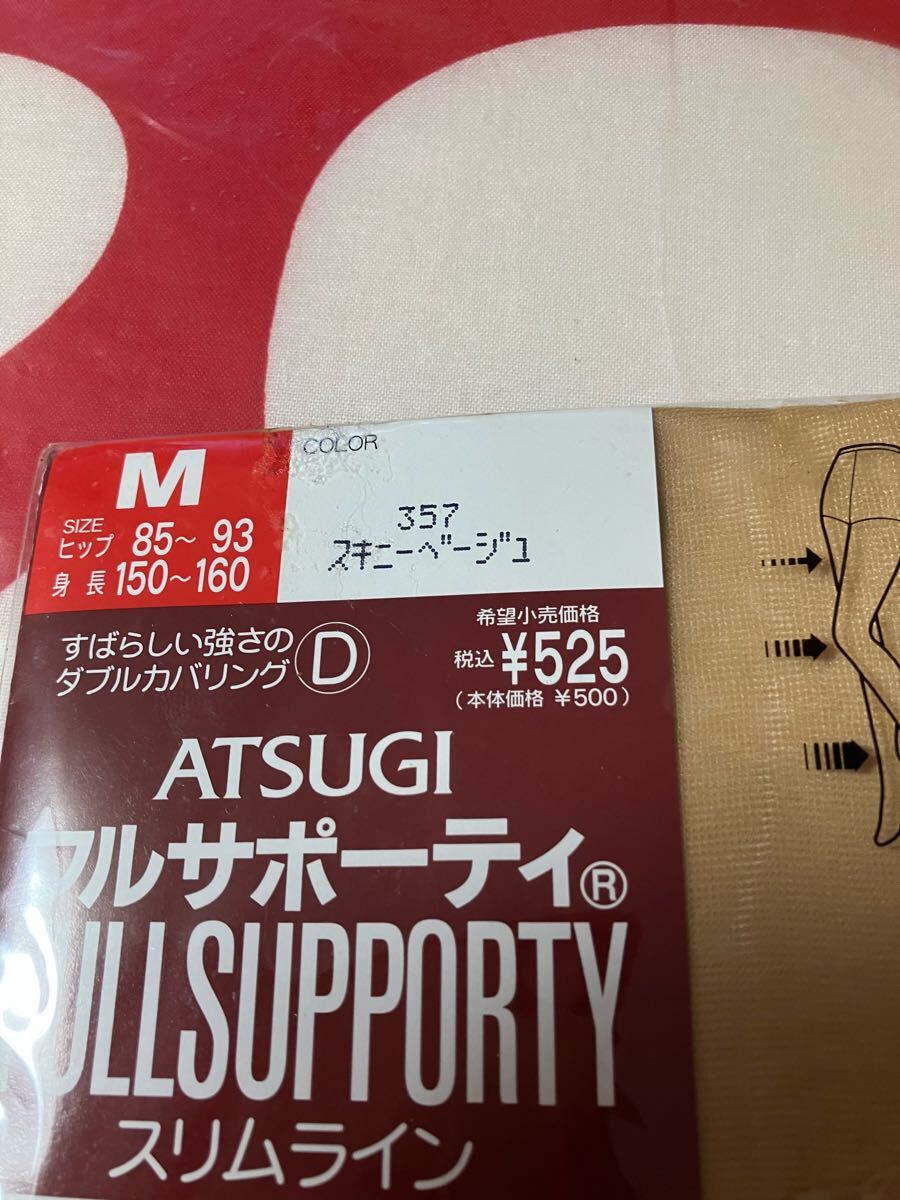 M
COLOR
SIZE
ヒップ 85～93
身長 150～160
357
スキニーベージュ
すばらしい強さの
ダブルカバリング Ⓓ
希望小売価格
税込 ¥525
(本体価格 ¥500)
ATSUGI
フルサポーティ®
ULLSUPPORTY
スリムライン